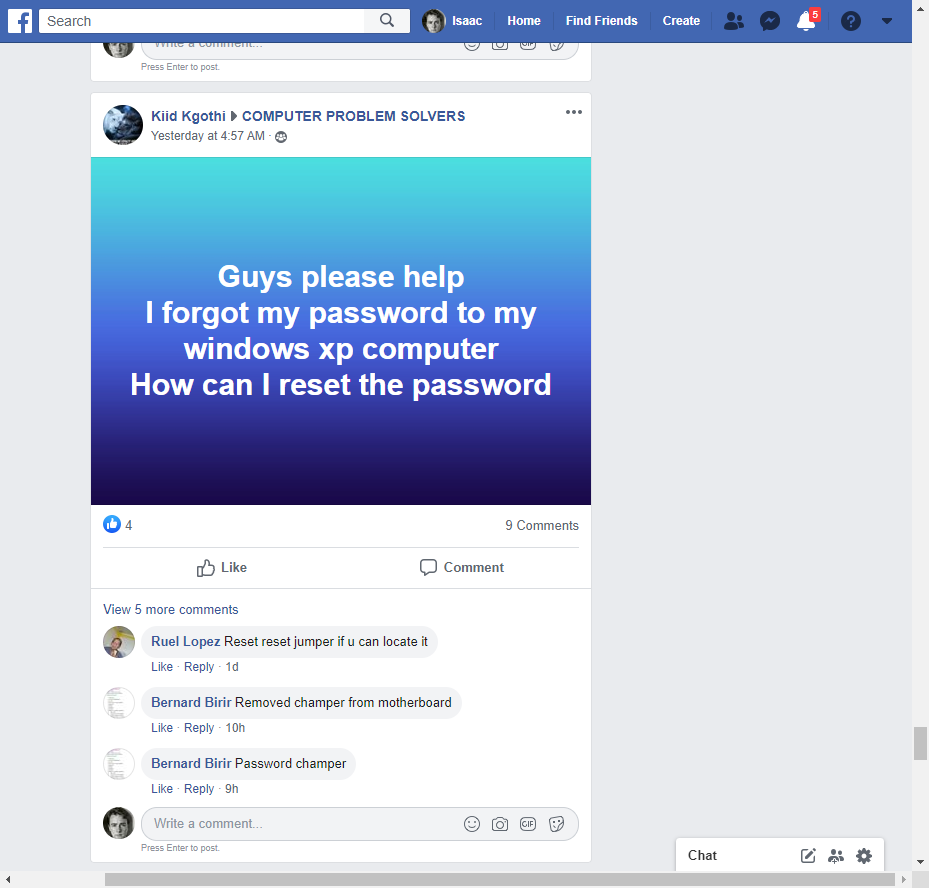 Search
Isaac Home Find Friends Create 5
Write a comment...
GIF
Press Enter to post.
Kiid Kgothi COMPUTER PROBLEM SOLVERS
Yesterday at 4:57 AM ·
Guys please help
I forgot my password to my
windows xp computer
How can I reset the password
4 9 Comments
Like Comment
View 5 more comments
Ruel Lopez Reset reset jumper if u can locate it
Like · Reply · 1d
Bernard Birir Removed champer from motherboard
Like · Reply · 10h
Bernard Birir Password champer
Like · Reply · 9h
Write a comment... GIF
Press Enter to post.
Chat